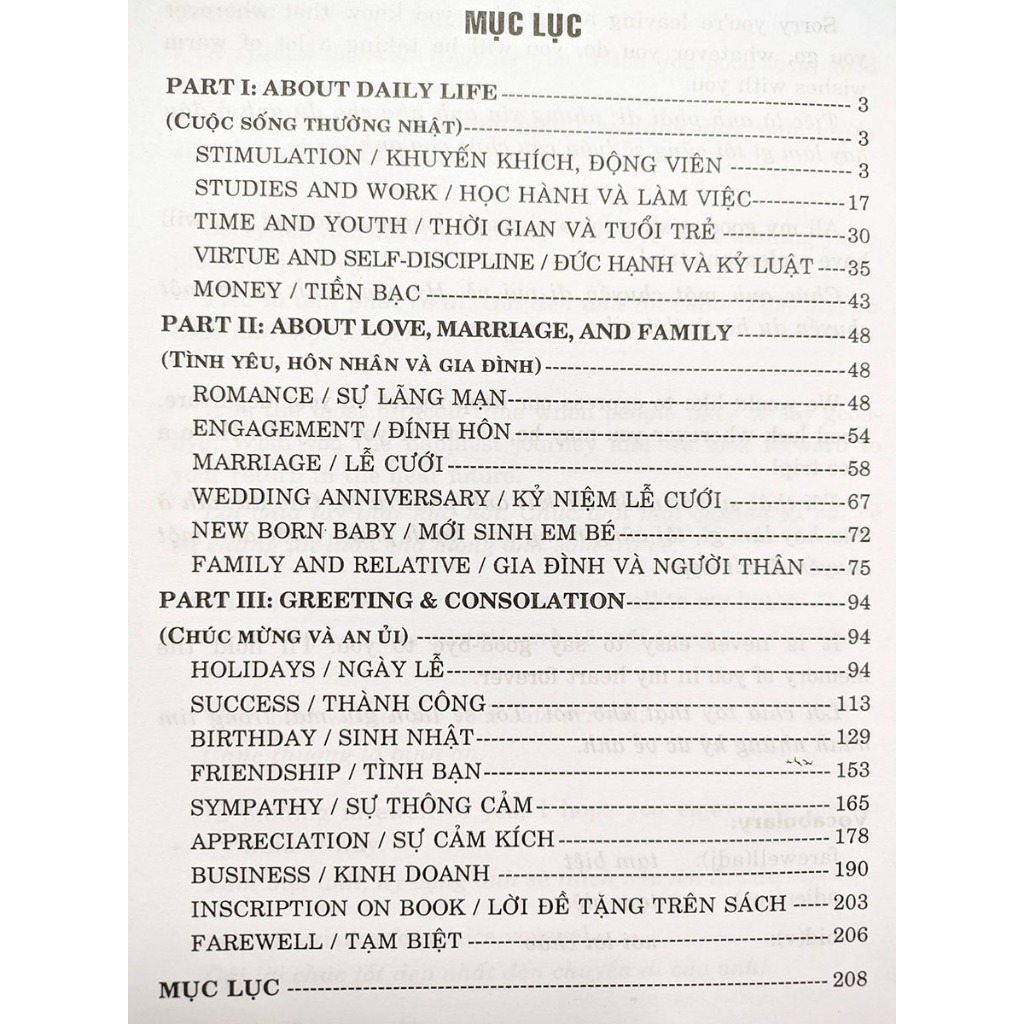 MỤC LỤC
PART I: ABOUT DAILY LIFE 3
(CUỘC SỐNG THƯỜNG NHẬT) 3
STIMULATION / KHUYẾN KHÍCH, ĐỘNG VIÊN 3
STUDIES AND WORK / HỌC HÀNH VÀ LÀM VIỆC 17
TIME AND YOUTH / THỜI GIAN VÀ TUỔI TRẺ 30
VIRTUE AND SELF-DISCIPLINE / ĐỨC HẠNH VÀ KỶ LUẬT 35
MONEY / TIỀN BẠC 43
PART II: ABOUT LOVE, MARRIAGE, AND FAMILY 48
(TÌNH YÊU, HÔN NHÂN VÀ GIA ĐÌNH) 48
ROMANCE / SỰ LÃNG MẠN 48
ENGAGEMENT / ĐÍNH HÔN 54
MARRIAGE / LỄ CƯỚI 58
WEDDING ANNIVERSARY / KỶ NIỆM LỄ CƯỚI 67
NEW BORN BABY / MỚI SINH EM BÉ 72
FAMILY AND RELATIVE / GIA ĐÌNH VÀ NGƯỜI THÂN 75
PART III: GREETING & CONSOLATION 94
(CHÚC MỪNG VÀ AN ỦI) 94
HOLIDAYS / NGÀY LỄ 94
SUCCESS / THÀNH CÔNG 113
BIRTHDAY / SINH NHẬT 129
FRIENDSHIP / TÌNH BẠN 153
SYMPATHY / SỰ THÔNG CẢM 165
APPRECIATION / SỰ CẢM KÍCH 178
BUSINESS / KINH DOANH 190
INSCRIPTION ON BOOK / LỜI ĐỀ TẶNG TRÊN SÁCH 203
FAREWELL / TẠM BIỆT 206
MỤC LỤC 208